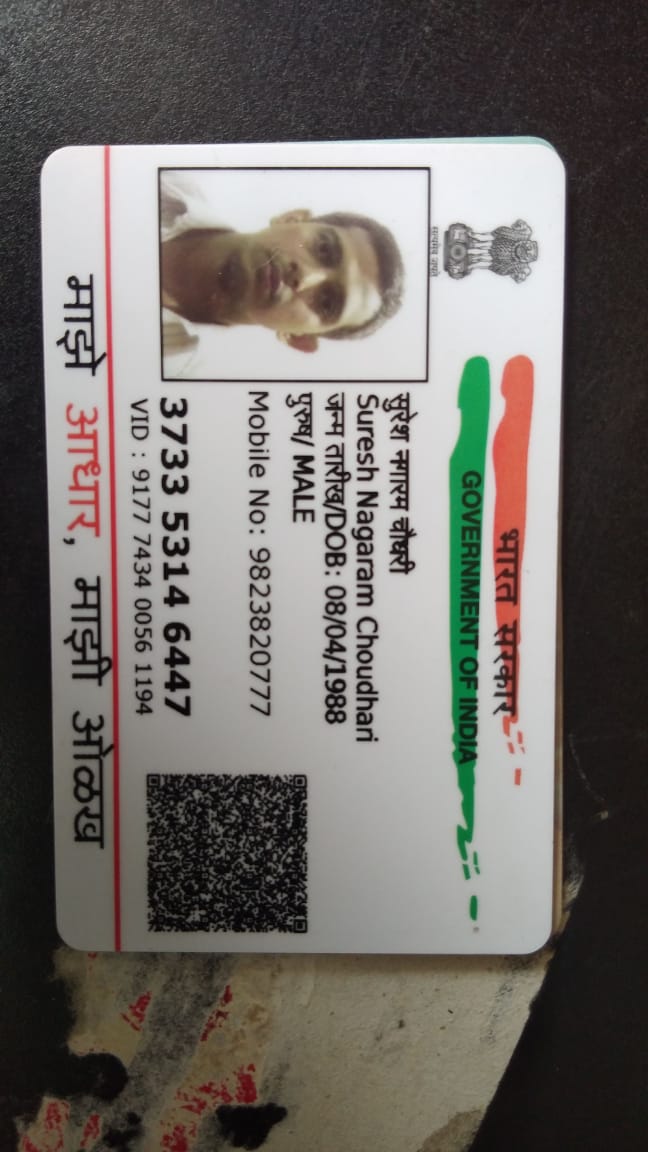 भारत सरकार
GOVERNMENT OF INDIA
सुरेश नगारम चौधरी
Suresh Nagaram Choudhari
जन्म तारीख/DOB: 08/04/1988
पुरुष/ MALE
Mobile No: 9823820777
3733 5314 6447
VID : 9177 7434 0056 1194
माझे आधार, माझी ओळख